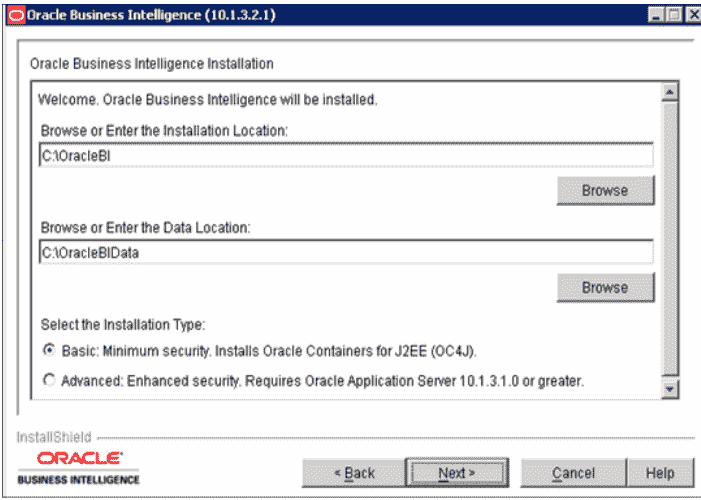 Oracle Business Intelligence (10.1.3.2.1)
Oracle Business Intelligence Installation
Welcome. Oracle Business Intelligence will be installed.
Browse or Enter the Installation Location:
C:\OracleBI
Browse
Browse or Enter the Data Location:
C:\OracleBIData
Browse
Select the Installation Type:
Basic: Minimum security. Installs Oracle Containers for J2EE (OC4J).
Advanced: Enhanced security. Requires Oracle Application Server 10.1.3.1.0 or greater.
InstallShield
ORACLE
BUSINESS INTELLIGENCE
< Back Next > Cancel Help